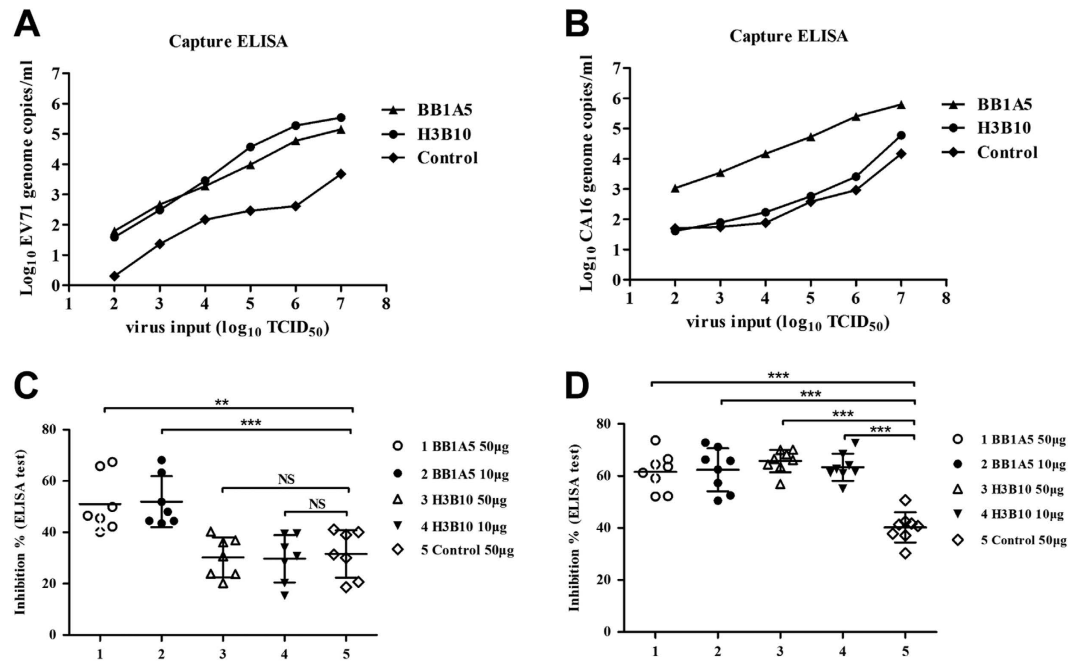 A
Capture ELISA
Log10 EV71 genome copies/ml
7
6
5
4
3
2
1
0
1 2 3 4 5 6 7 8
virus input (log10 TCID50)
BB1A5
H3B10
Control
B
Capture ELISA
Log10 CA16 genome copies/ml
7
6
5
4
3
2
1
0
1 2 3 4 5 6 7 8
virus input (log10 TCID50)
BB1A5
H3B10
Control
C
**
***
NS
NS
Inhibition % (ELISA test)
80
60
40
20
0
1 2 3 4 5
1 BB1A5 50μg
2 BB1A5 10μg
3 H3B10 50μg
4 H3B10 10μg
5 Control 50μg
D
***
***
***
***
Inhibition % (ELISA test)
80
60
40
20
0
1 2 3 4 5
1 BB1A5 50μg
2 BB1A5 10μg
3 H3B10 50μg
4 H3B10 10μg
5 Control 50μg